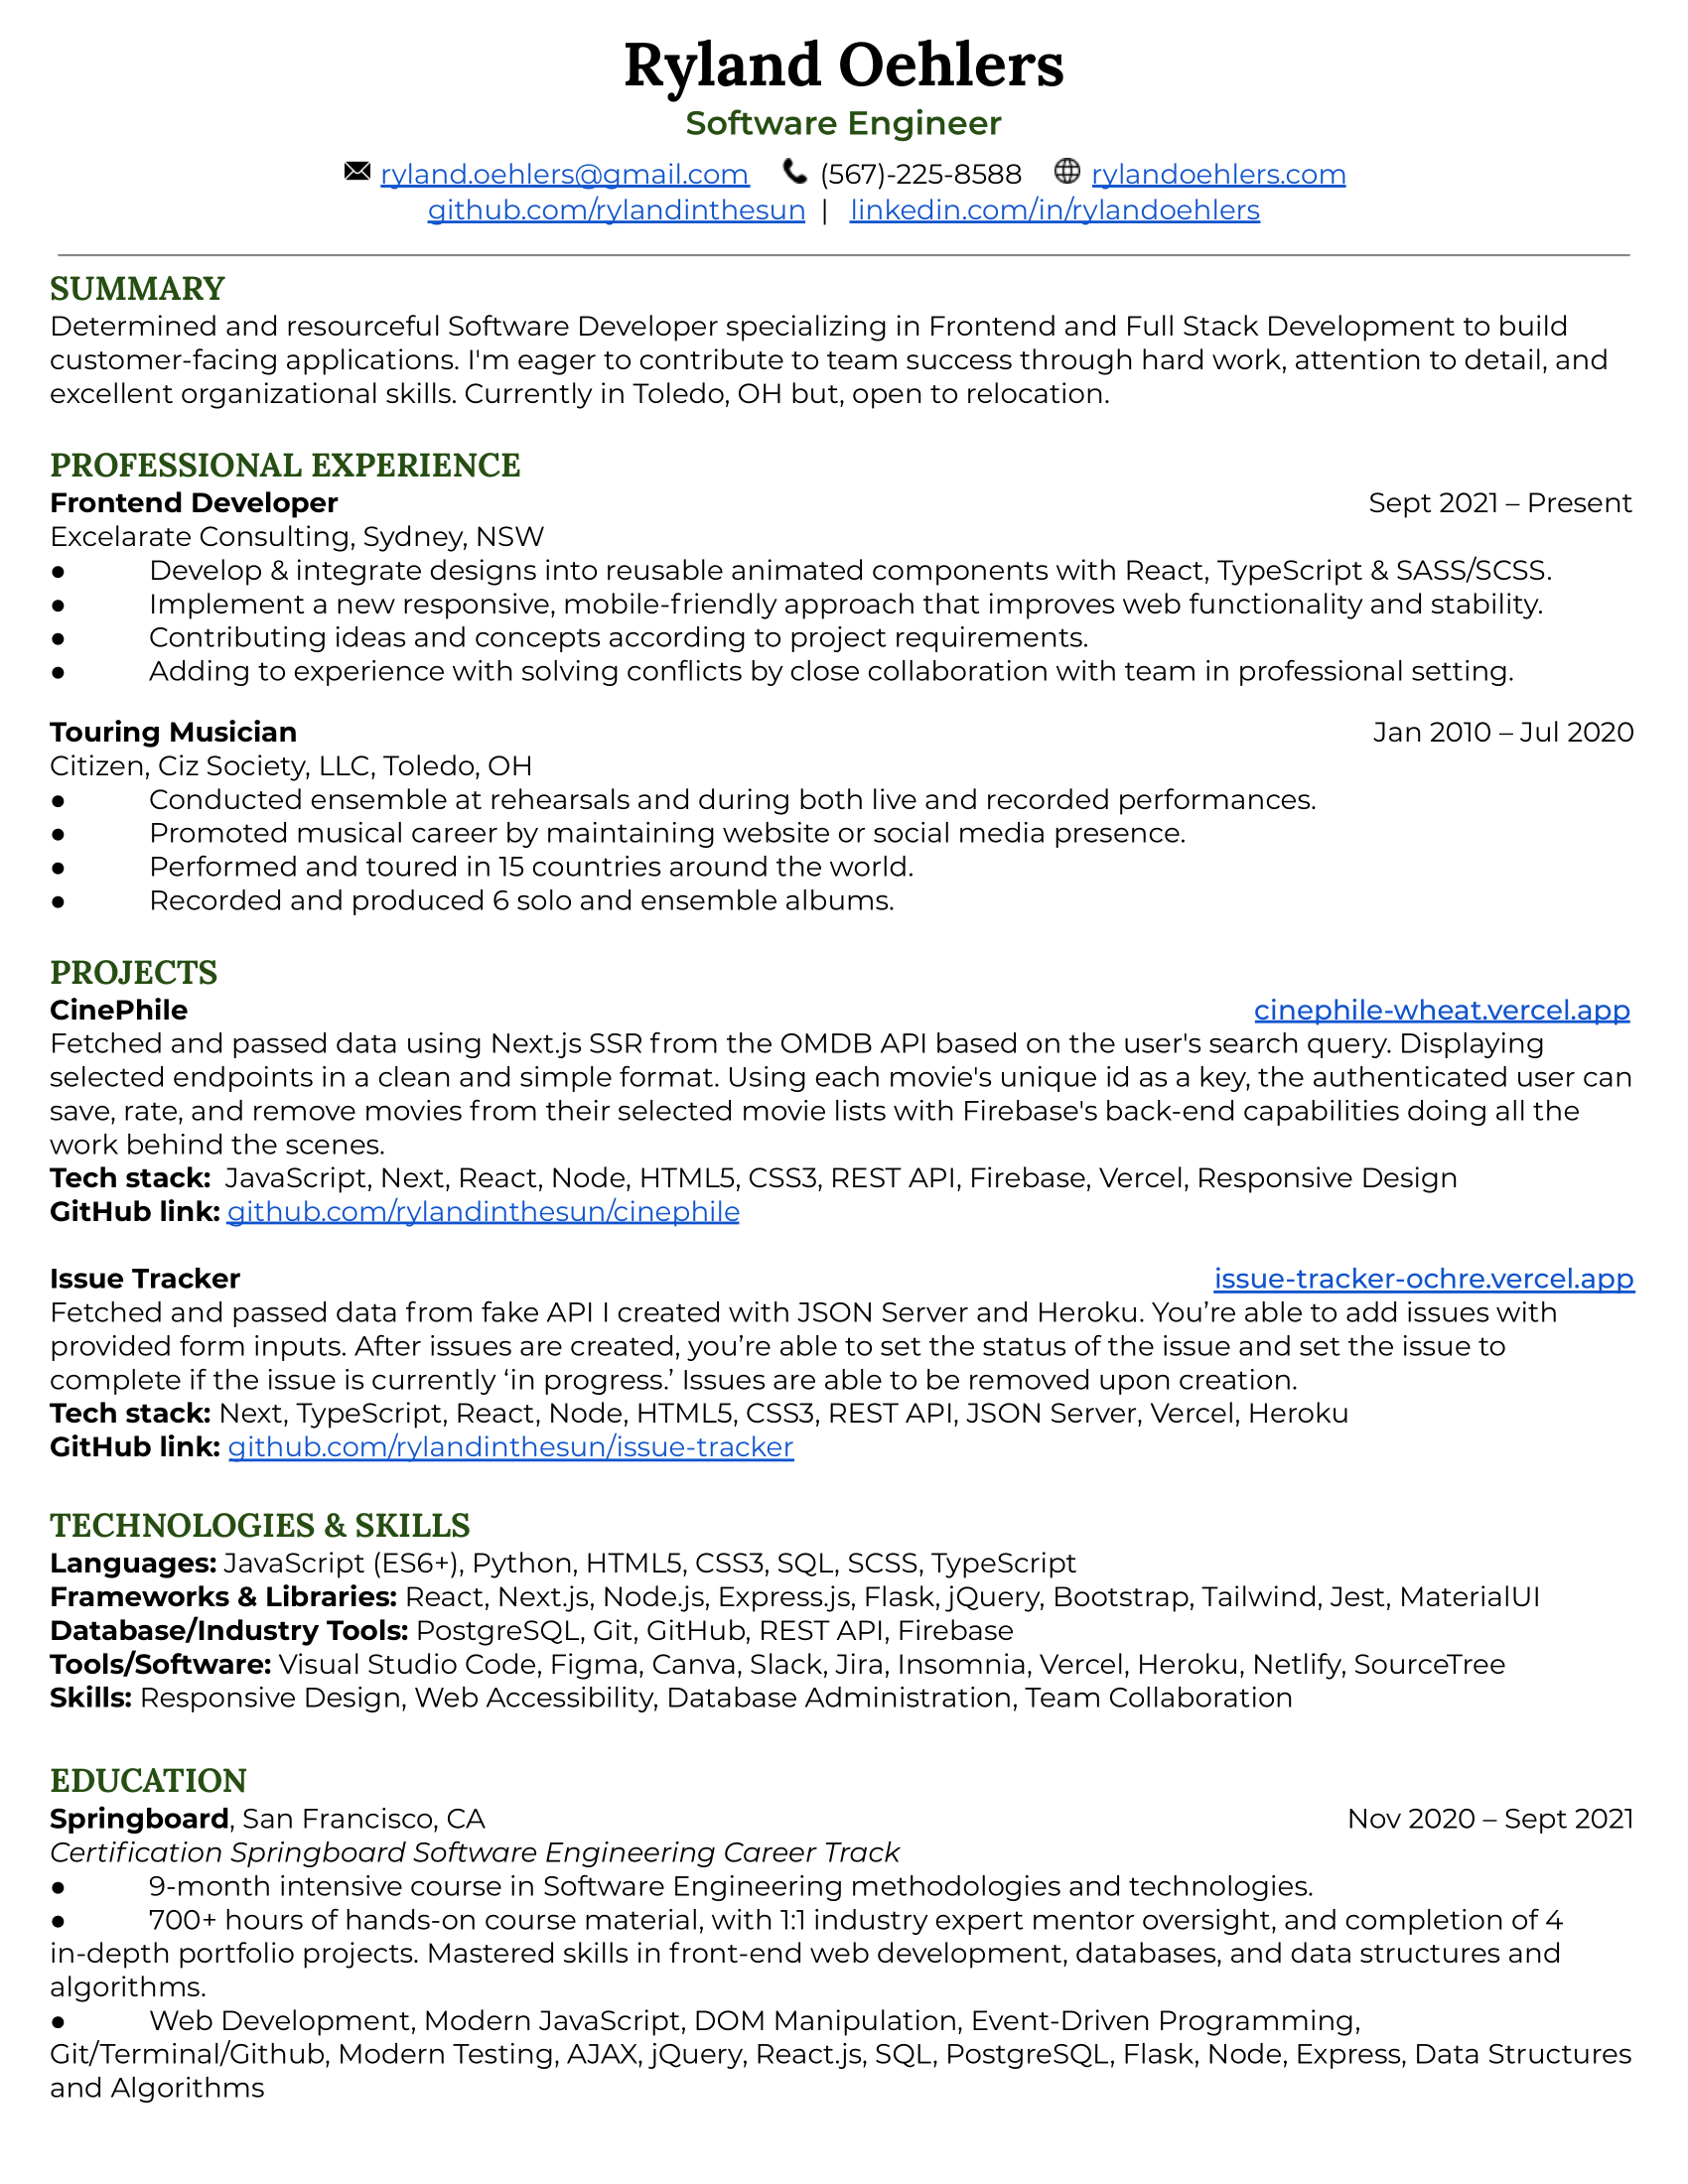 Ryland Oehlers
Software Engineer
ryland.oehlers@gmail.com (567)-225-8588 rylandoehlers.com
github.com/rylandinthesun | linkedin.com/in/rylandoehlers
SUMMARY
Determined and resourceful Software Developer specializing in Frontend and Full Stack Development to build
customer-facing applications. I'm eager to contribute to team success through hard work, attention to detail, and
excellent organizational skills. Currently in Toledo, OH but, open to relocation.
PROFESSIONAL EXPERIENCE
Frontend Developer Sept 2021 – Present
Excelarate Consulting, Sydney, NSW
● Develop & integrate designs into reusable animated components with React, TypeScript & SASS/SCSS.
● Implement a new responsive, mobile-friendly approach that improves web functionality and stability.
● Contributing ideas and concepts according to project requirements.
● Adding to experience with solving conflicts by close collaboration with team in professional setting.
Touring Musician Jan 2010 – Jul 2020
Citizen, Ciz Society, LLC, Toledo, OH
● Conducted ensemble at rehearsals and during both live and recorded performances.
● Promoted musical career by maintaining website or social media presence.
● Performed and toured in 15 countries around the world.
● Recorded and produced 6 solo and ensemble albums.
PROJECTS
CinePhile cinephile-wheat.vercel.app
Fetched and passed data using Next.js SSR from the OMDB API based on the user's search query. Displaying
selected endpoints in a clean and simple format. Using each movie's unique id as a key, the authenticated user can
save, rate, and remove movies from their selected movie lists with Firebase's back-end capabilities doing all the
work behind the scenes.
Tech stack: JavaScript, Next, React, Node, HTML5, CSS3, REST API, Firebase, Vercel, Responsive Design
GitHub link: github.com/rylandinthesun/cinephile
Issue Tracker issue-tracker-ochre.vercel.app
Fetched and passed data from fake API I created with JSON Server and Heroku. You’re able to add issues with
provided form inputs. After issues are created, you’re able to set the status of the issue and set the issue to
complete if the issue is currently ‘in progress.’ Issues are able to be removed upon creation.
Tech stack: Next, TypeScript, React, Node, HTML5, CSS3, REST API, JSON Server, Vercel, Heroku
GitHub link: github.com/rylandinthesun/issue-tracker
TECHNOLOGIES & SKILLS
Languages: JavaScript (ES6+), Python, HTML5, CSS3, SQL, SCSS, TypeScript
Frameworks & Libraries: React, Next.js, Node.js, Express.js, Flask, jQuery, Bootstrap, Tailwind, Jest, MaterialUI
Database/Industry Tools: PostgreSQL, Git, GitHub, REST API, Firebase
Tools/Software: Visual Studio Code, Figma, Canva, Slack, Jira, Insomnia, Vercel, Heroku, Netlify, SourceTree
Skills: Responsive Design, Web Accessibility, Database Administration, Team Collaboration
EDUCATION
Springboard, San Francisco, CA Nov 2020 – Sept 2021
Certification Springboard Software Engineering Career Track
● 9-month intensive course in Software Engineering methodologies and technologies.
● 700+ hours of hands-on course material, with 1:1 industry expert mentor oversight, and completion of 4
in-depth portfolio projects. Mastered skills in front-end web development, databases, and data structures and
algorithms.
● Web Development, Modern JavaScript, DOM Manipulation, Event-Driven Programming,
Git/Terminal/Github, Modern Testing, AJAX, jQuery, React.js, SQL, PostgreSQL, Flask, Node, Express, Data Structures
and Algorithms